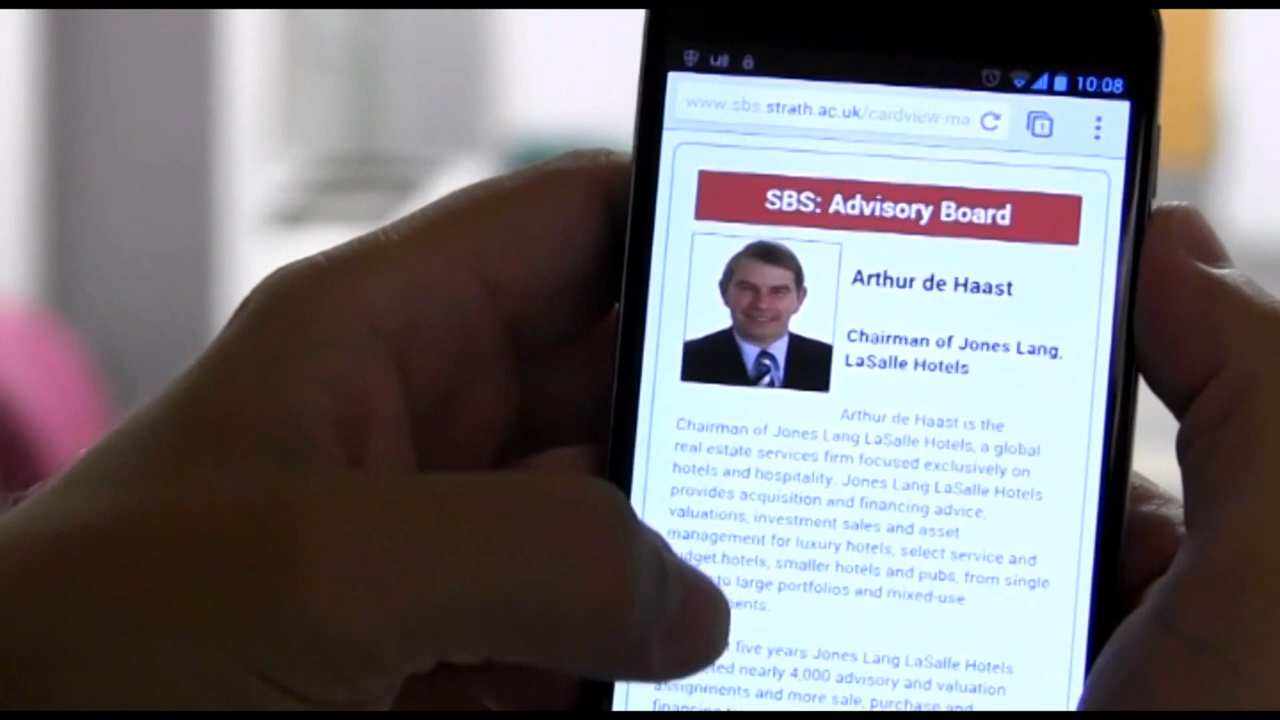 10:08
www.sbs.strath.ac.uk/cardview-ma
1
SBS: Advisory Board
Arthur de Haast
Chairman of Jones Lang,
LaSalle Hotels
Arthur de Haast is the
Chairman of Jones Lang LaSalle Hotels, a global
real estate services firm focused exclusively on
hotels and hospitality. Jones Lang LaSalle Hotels
provides acquisition and financing advice,
valuations, investment sales and asset
management for luxury hotels, select service and
hotels, smaller hotels and pubs, from single
to large portfolios and mixed-use
five years Jones Lang LaSalle Hotels
nearly 4,000 advisory and valuation
assignments and more sale, purchase and